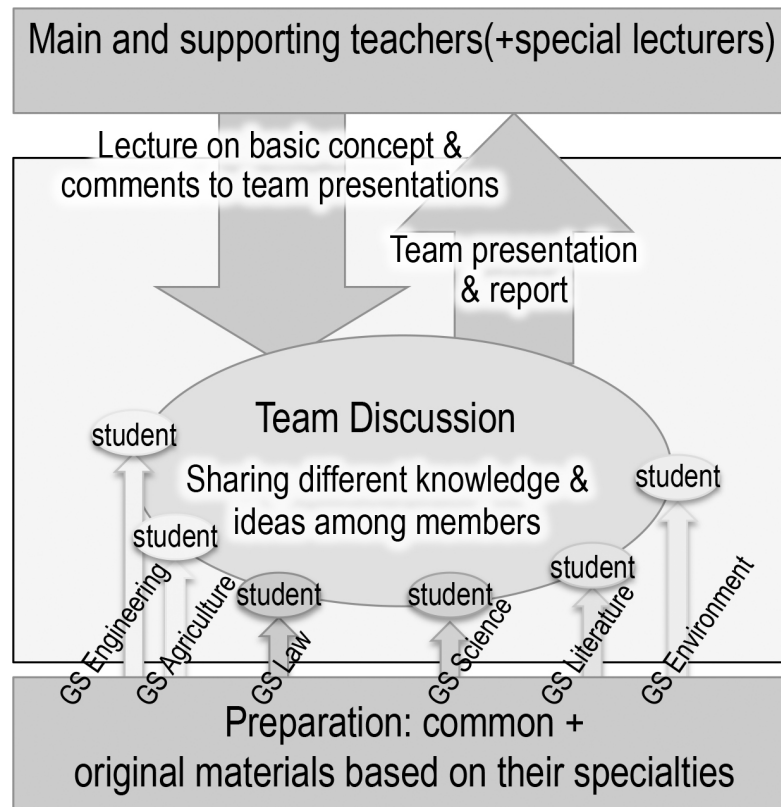 Main and supporting teachers(+special lecturers)
Lecture on basic concept &
comments to team presentations
Team presentation
& report
Team Discussion
Sharing different knowledge &
ideas among members
student
student
student
student
student
student
GS Engineering
GS Agriculture
GS Law
GS Science
GS Literature
GS Environment
Preparation: common +
original materials based on their specialties